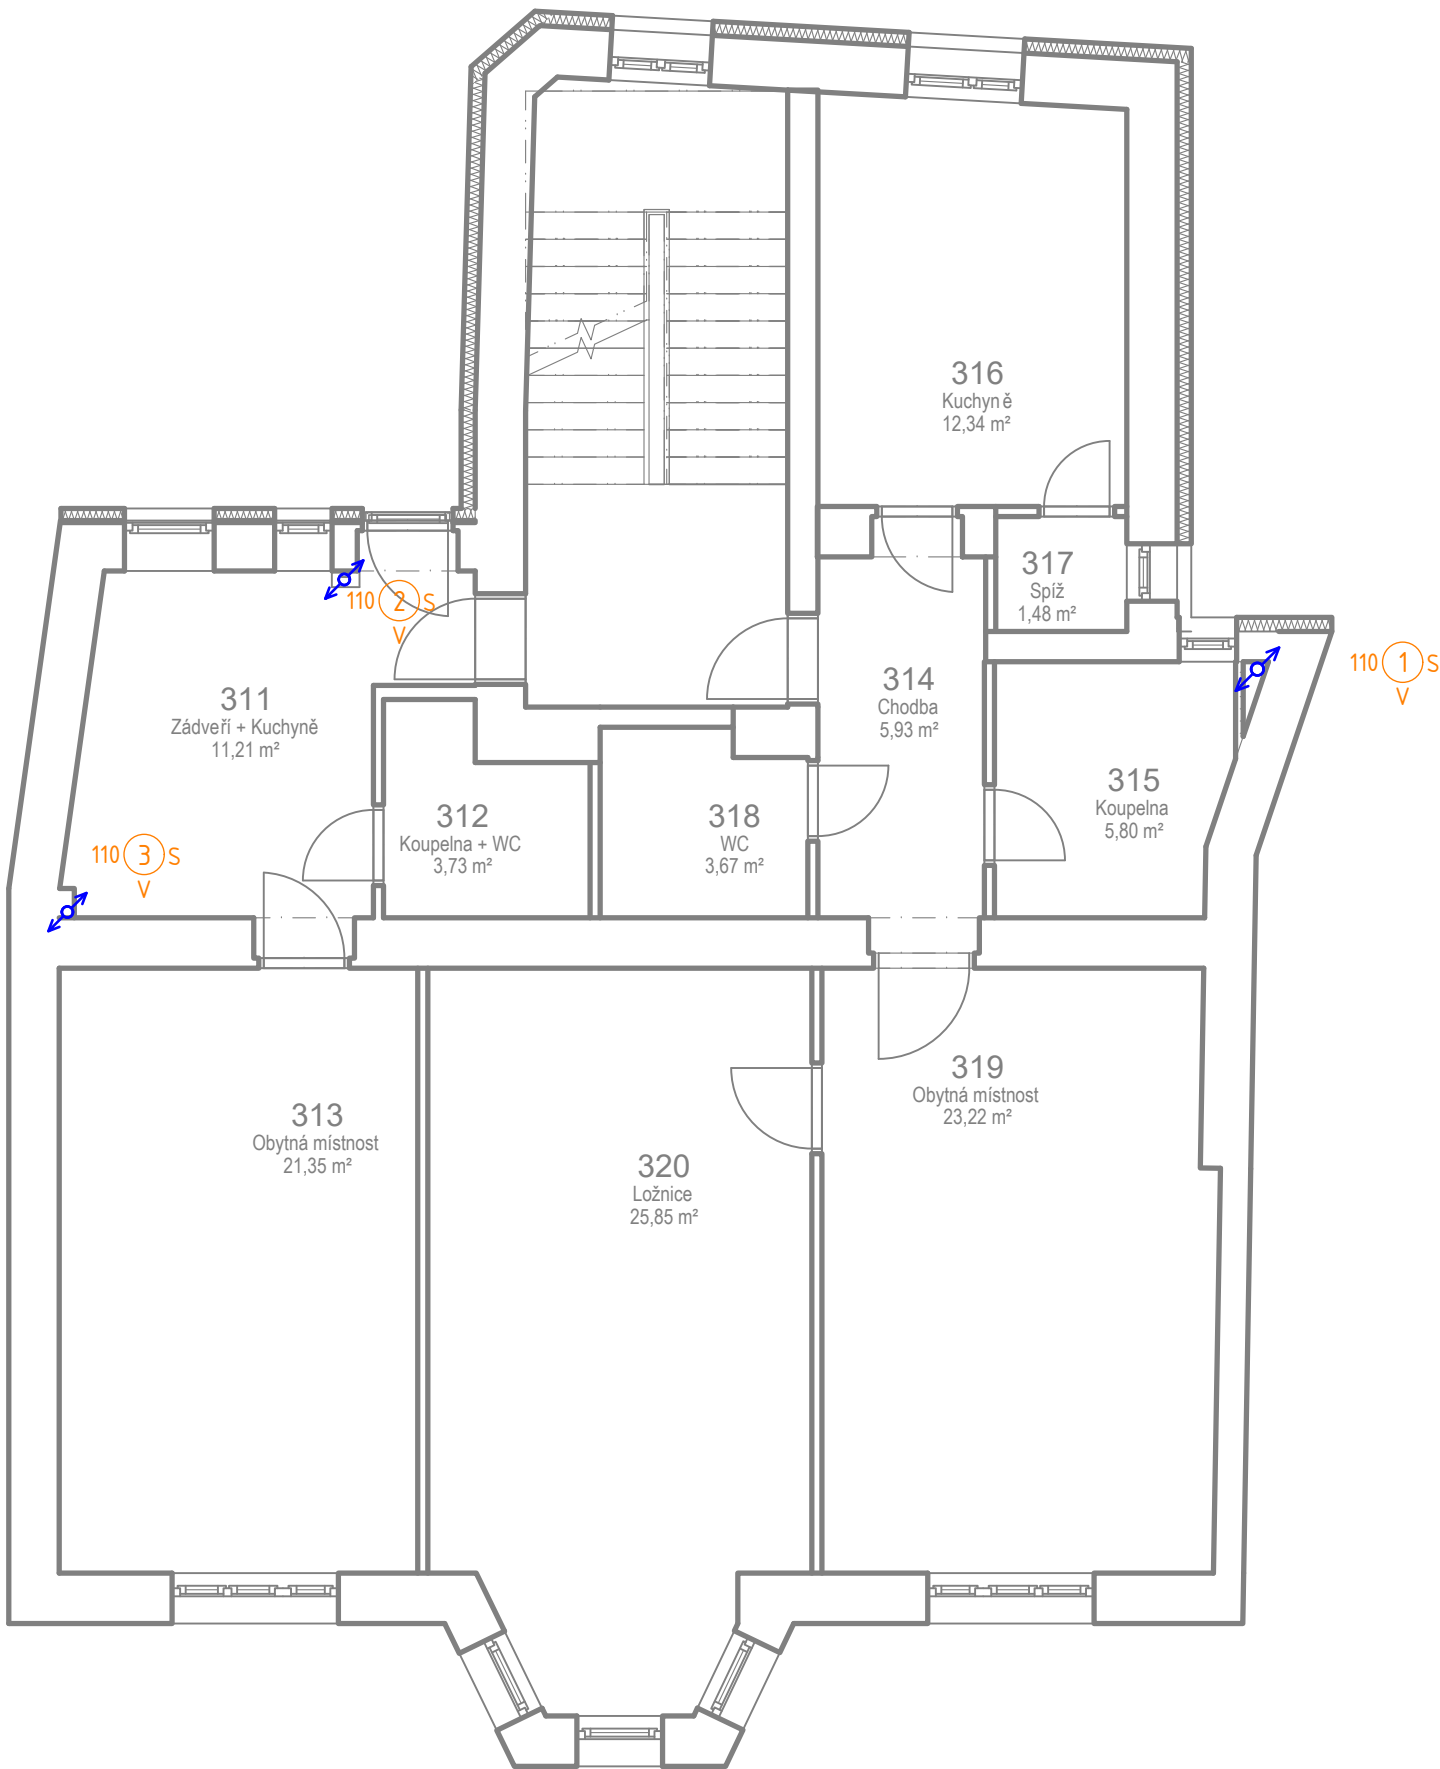 316
Kuchyně
12,34 m²
317
Spíž
1,48 m²
110 2 S
V
110 1 S
V
311
Zádveří + Kuchyně
11,21 m²
314
Chodba
5,93 m²
315
Koupelna
5,80 m²
312
Koupelna + WC
3,73 m²
318
WC
3,67 m²
110 3 S
V
319
Obytná místnost
23,22 m²
313
Obytná místnost
21,35 m²
320
Ložnice
25,85 m²